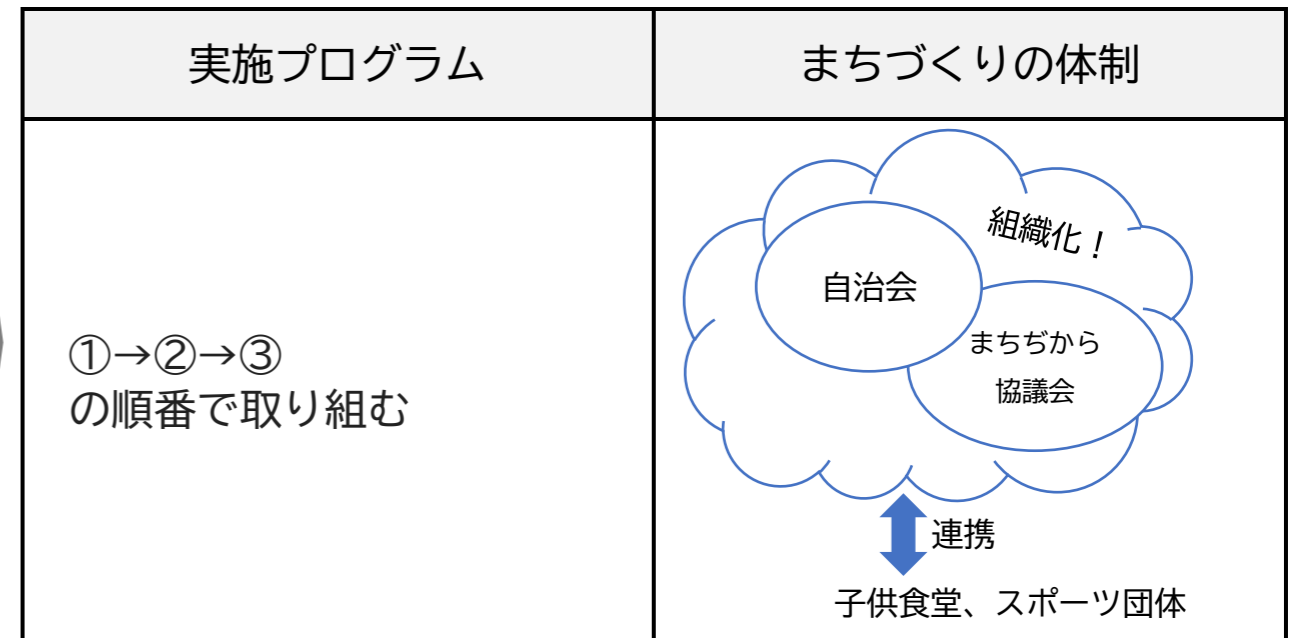 実施プログラム
まちづくりの体制
①→②→③
の順番で取り組む
組織化！
自治会
まちぢから
協議会
連携
子供食堂、スポーツ団体